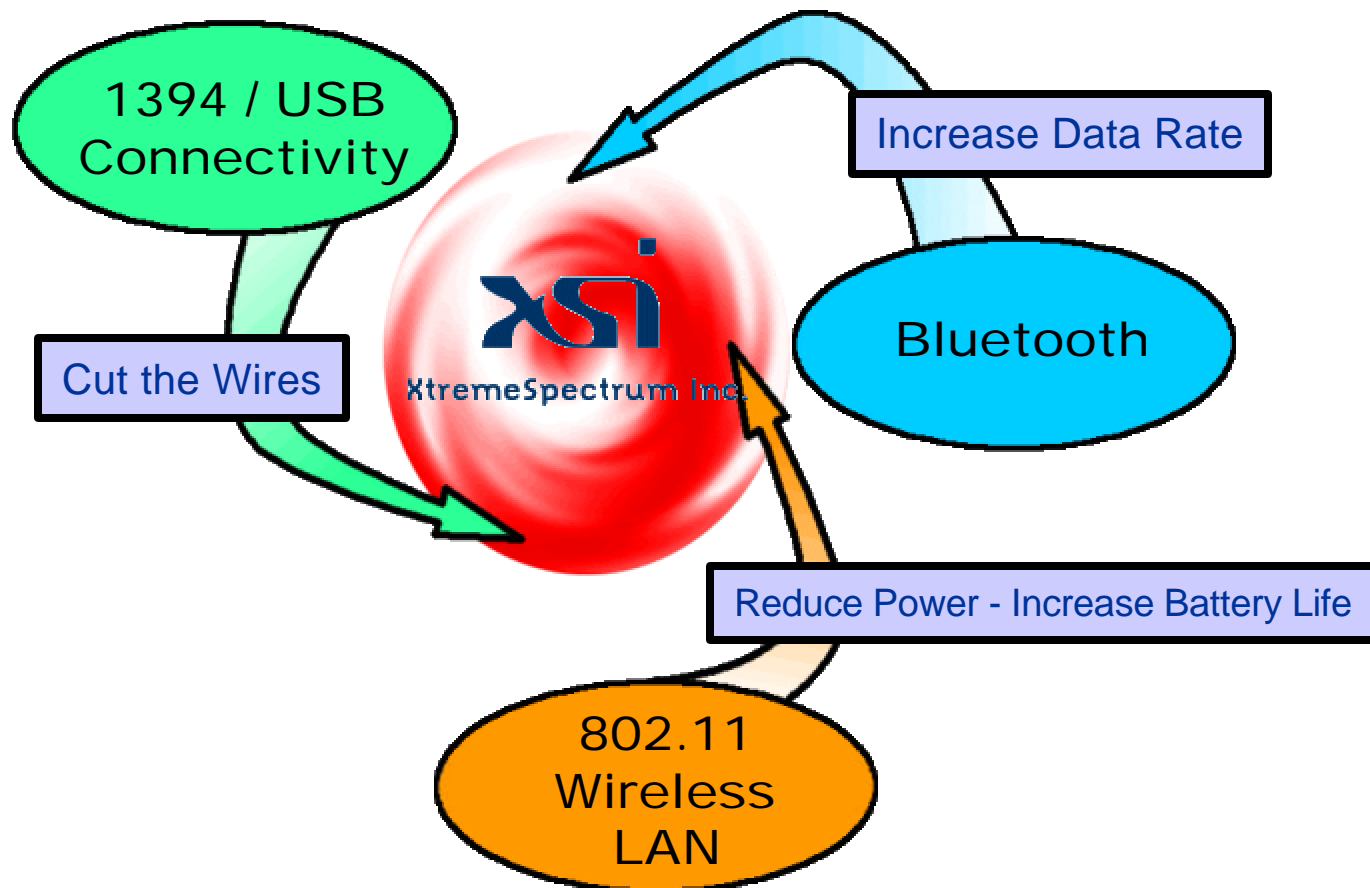 1394 / USB
Connectivity
Increase Data Rate
xsi
XtremeSpectrum Inc.
Bluetooth
Cut the Wires
Reduce Power - Increase Battery Life
802.11
Wireless
LAN